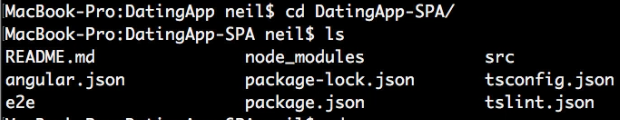 MacBook-Pro:DatingApp neil$ cd DatingApp-SPA/
MacBook-Pro:DatingApp-SPA neil$ ls
README.md node_modules src
angular.json package-lock.json tsconfig.json
e2e package.json tslint.json